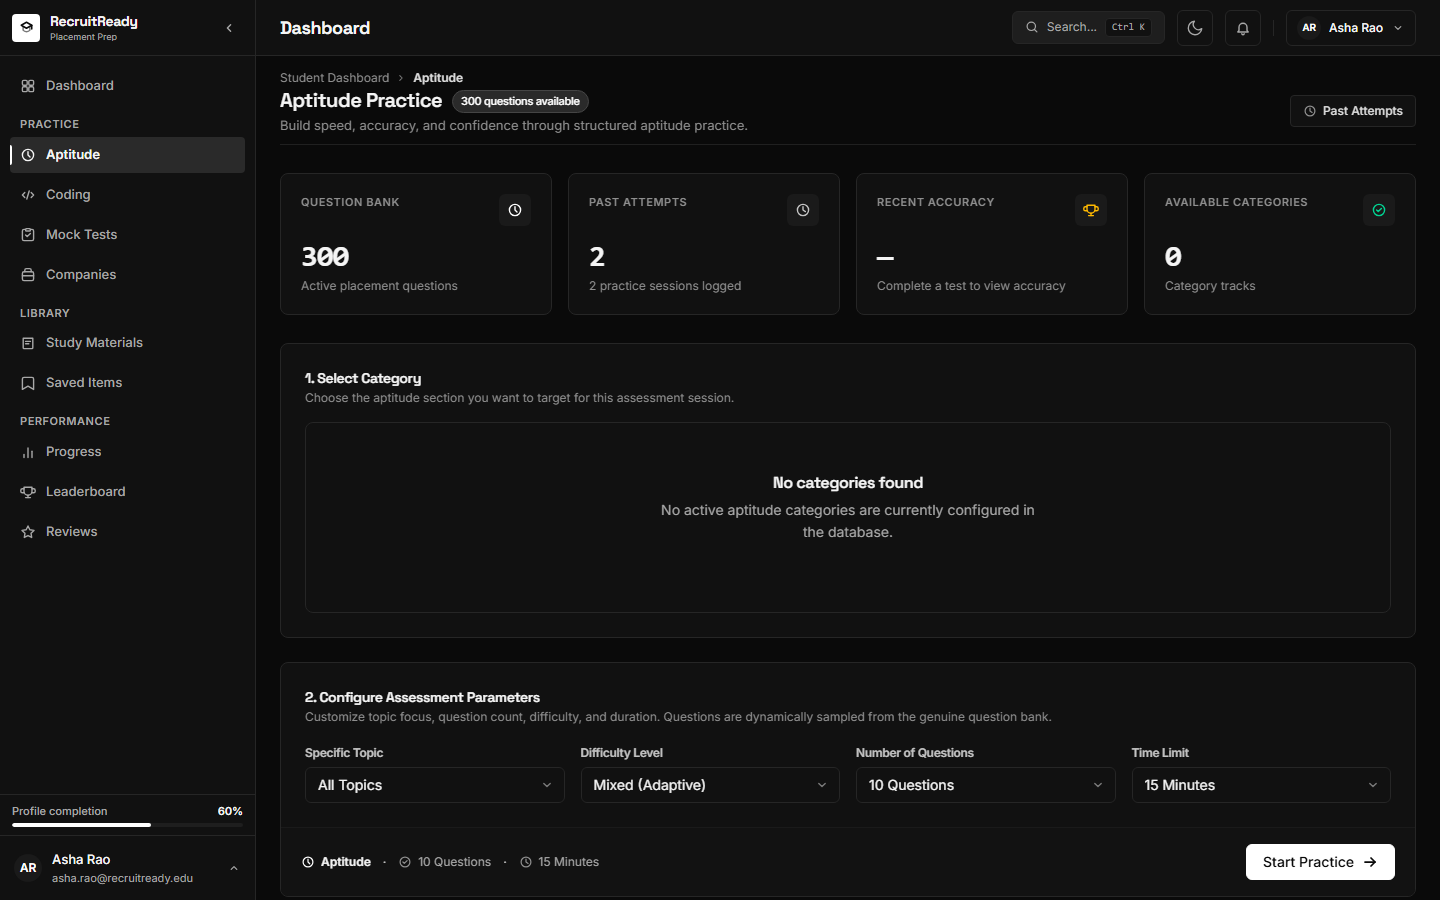 RecruitReady
Placement Prep
Dashboard
PRACTICE
Aptitude
Coding
Mock Tests
Companies
LIBRARY
Study Materials
Saved Items
PERFORMANCE
Progress
Leaderboard
Reviews
Profile completion 60%
AR Asha Rao
asha.rao@recruitready.edu
Dashboard
Search... Ctrl K
AR Asha Rao
Student Dashboard › Aptitude
Aptitude Practice 300 questions available
Build speed, accuracy, and confidence through structured aptitude practice.
Past Attempts
QUESTION BANK
300
Active placement questions
PAST ATTEMPTS
2
2 practice sessions logged
RECENT ACCURACY
—
Complete a test to view accuracy
AVAILABLE CATEGORIES
0
Category tracks
1. Select Category
Choose the aptitude section you want to target for this assessment session.
No categories found
No active aptitude categories are currently configured in
the database.
2. Configure Assessment Parameters
Customize topic focus, question count, difficulty, and duration. Questions are dynamically sampled from the genuine question bank.
Specific Topic
All Topics
Difficulty Level
Mixed (Adaptive)
Number of Questions
10 Questions
Time Limit
15 Minutes
Aptitude · 10 Questions · 15 Minutes
Start Practice →